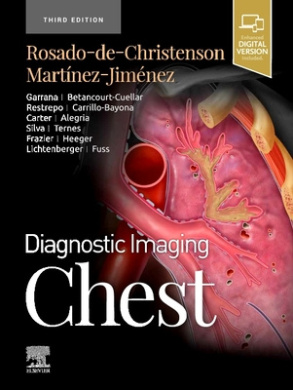 THIRD EDITION
Enhanced
DIGITAL
VERSION
Included
Rosado-de-Christenson
Martínez-Jiménez
Garrana | Betancourt-Cuellar
Restrepo | Carrillo-Bayona
Carter | Alegria
Silva | Ternes
Frazier | Heeger
Lichtenberger | Fuss
Diagnostic Imaging
Chest
ELSEVIER